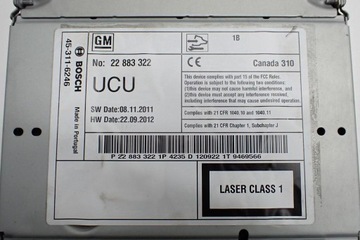 BOSCH
45-311-6246
Made in Portugal
GM
No: 22 883 322
UCU
SW Date: 08.11.2011
HW Date: 22.09.2012
1B
CE
Canada 310
This device complies with part 15 of the FCC Rules.
Operation is subject to the following two conditions:
(1)this device may not cause harmful interference, and
(2)this device must accept any interference received,
including interference that may cause undesired operation.
Complies with 21 CFR 1040.10 and 1040.11
Complies with 21 CFR Chapter 1, Subchapter J
P 22 883 322 1P 4235 D 120922 1T 9469566
LASER CLASS 1